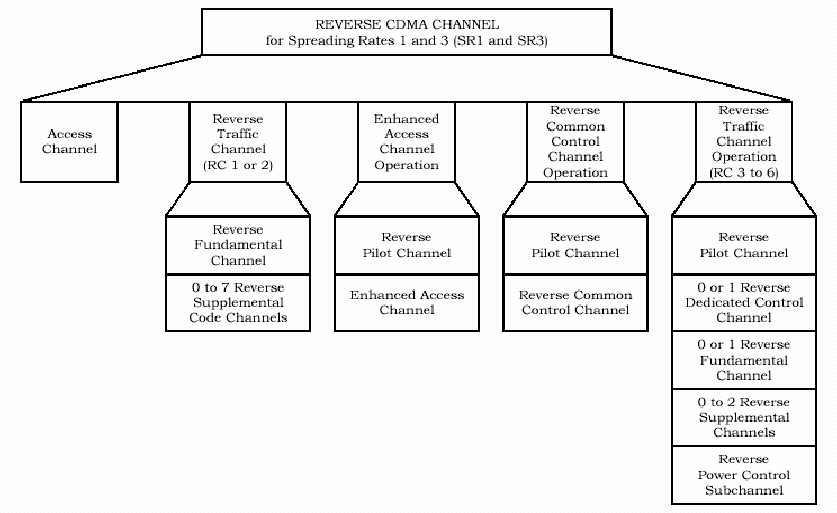 REVERSE CDMA CHANNEL
for Spreading Rates 1 and 3 (SR1 and SR3)
Access
Channel
Reverse
Traffic
Channel
(RC 1 or 2)
Enhanced
Access
Channel
Operation
Reverse
Common
Control
Channel
Operation
Reverse
Traffic
Channel
Operation
(RC 3 to 6)
Reverse
Fundamental
Channel
0 to 7 Reverse
Supplemental
Code Channels
Reverse
Pilot Channel
Enhanced Access
Channel
Reverse
Pilot Channel
Reverse Common
Control Channel
Reverse
Pilot Channel
0 or 1 Reverse
Dedicated Control
Channel
0 or 1 Reverse
Fundamental
Channel
0 to 2 Reverse
Supplemental
Channels
Reverse
Power Control
Subchannel